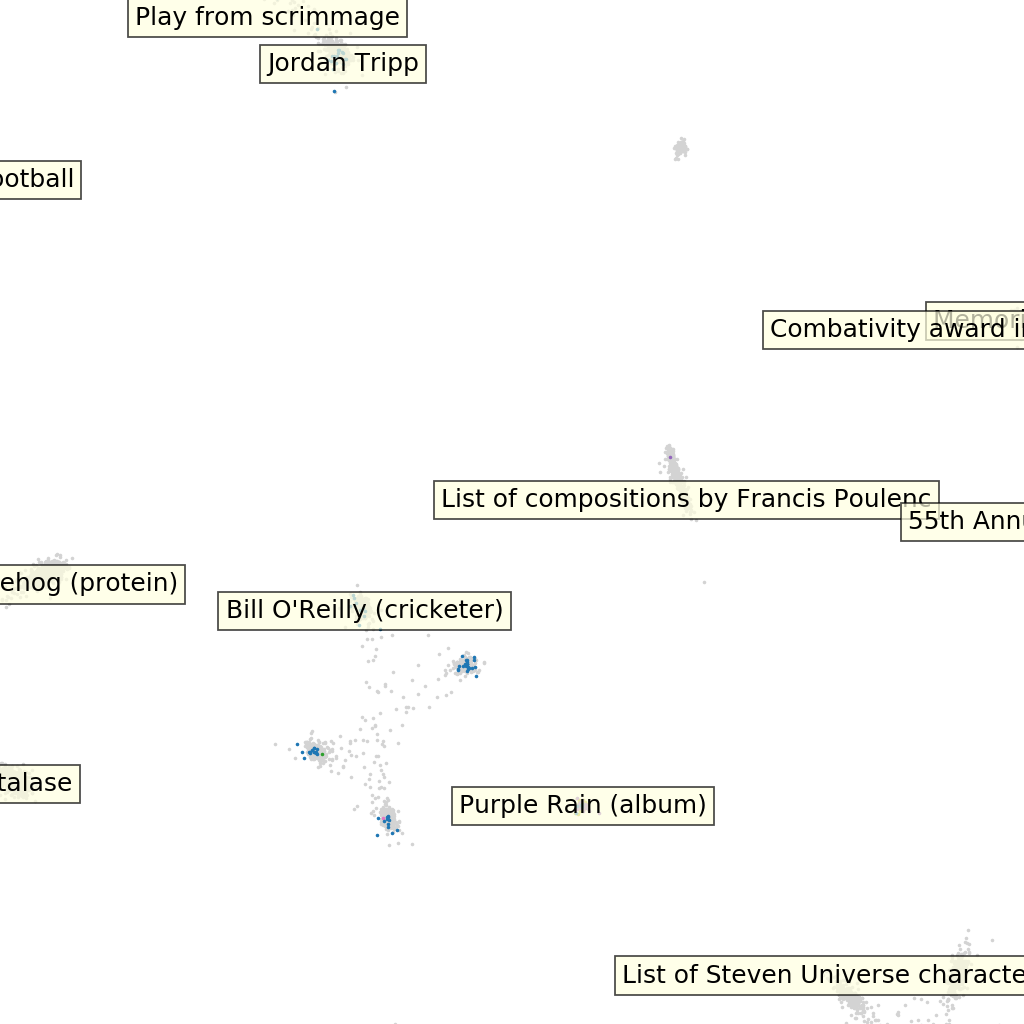 Play from scrimmage
Jordan Tripp
ootball
Memori
Combativity award i
List of compositions by Francis Poulenc
55th Ann
ehog (protein)
Bill O'Reilly (cricketer)
talase
Purple Rain (album)
List of Steven Universe characte